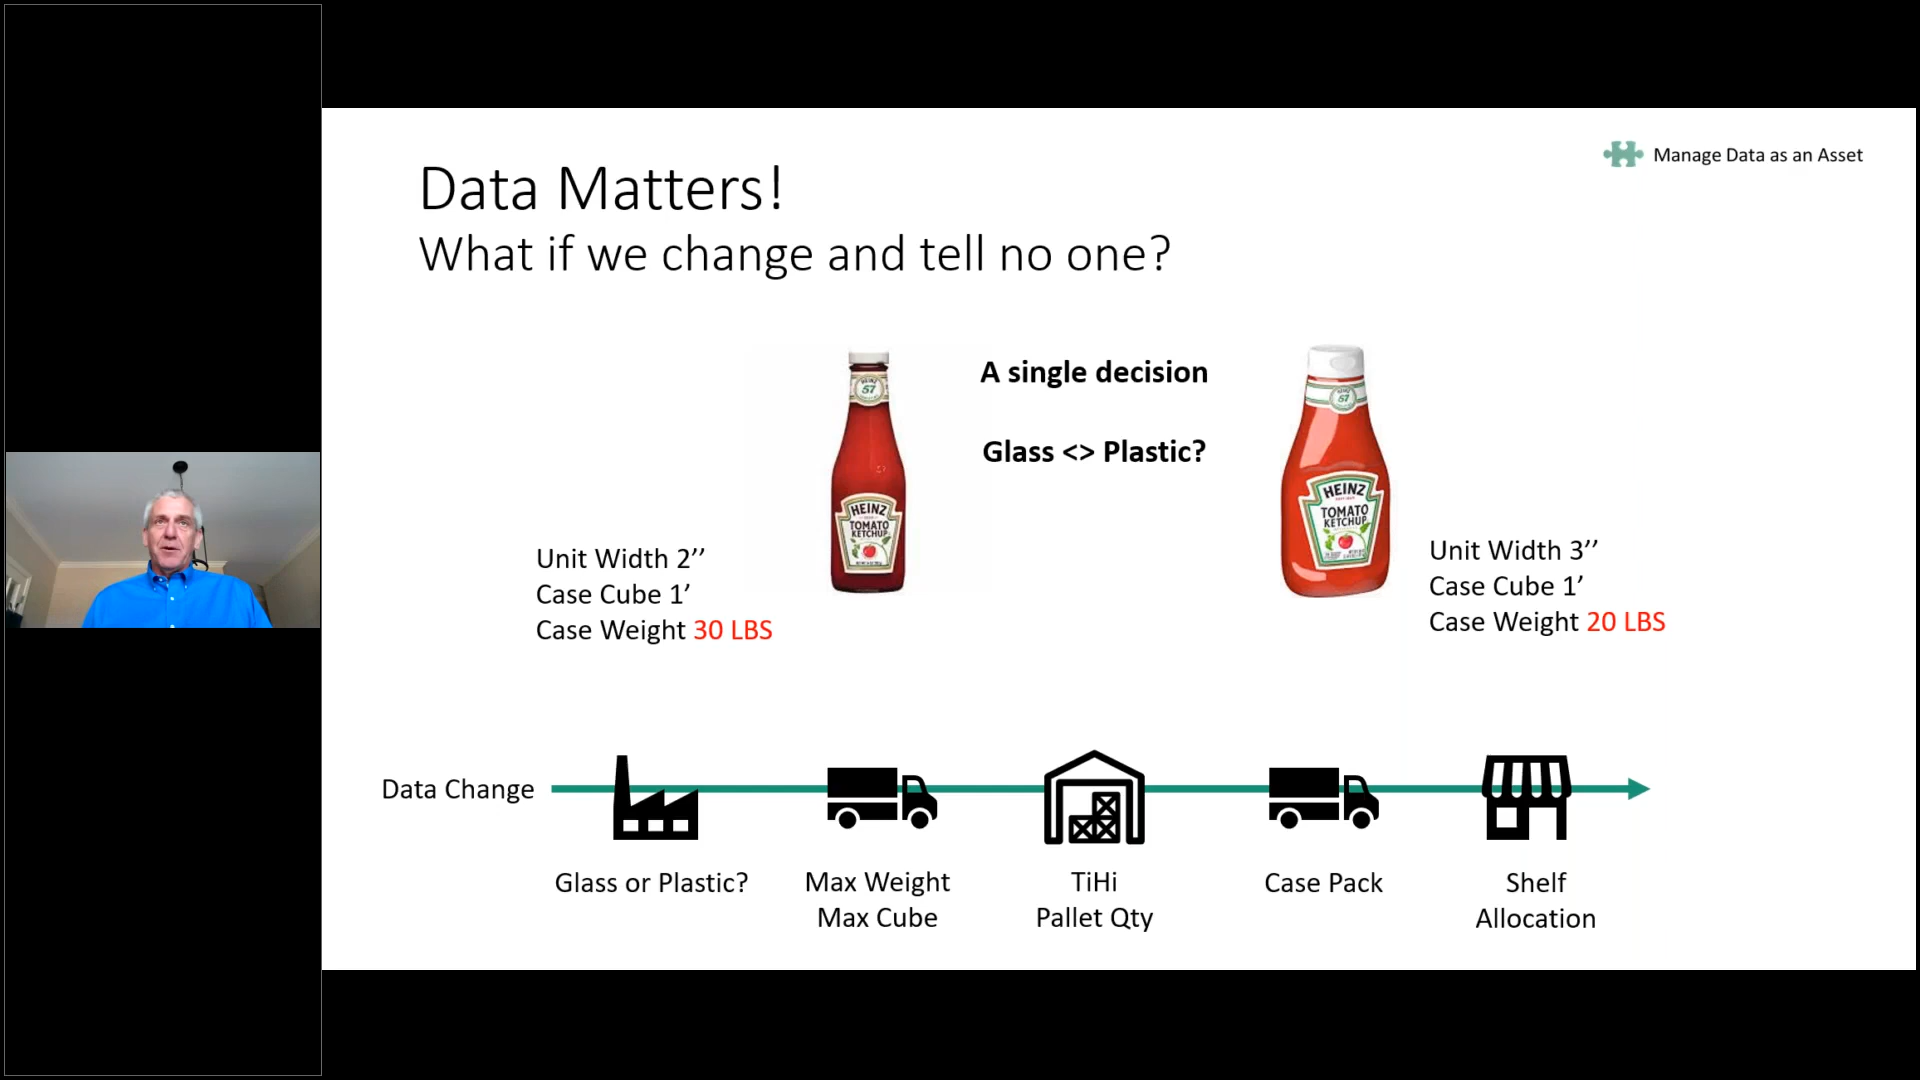 Manage Data as an Asset
Data Matters!
What if we change and tell no one?
A single decision
Glass <> Plastic?
HEINZ
57
HEINZ
TOMATO
KETCHUP
57
HEINZ
TOMATO
KETCHUP
Unit Width 2’’
Case Cube 1’
Case Weight 30 LBS
Unit Width 3’’
Case Cube 1’
Case Weight 20 LBS
Data Change
Glass or Plastic?
Max Weight
Max Cube
TiHi
Pallet Qty
Case Pack
Shelf
Allocation